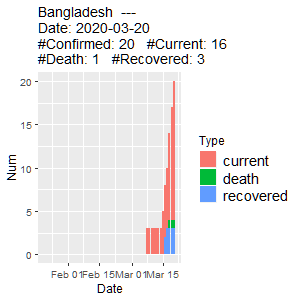 Bangladesh  ---
Date: 2020-03-20
#Confirmed: 20   #Current: 16
#Death: 1   #Recovered: 3
20
15
10
5
0
Num
Feb 01 Feb 15 Mar 01 Mar 15
Date
Type
current
death
recovered